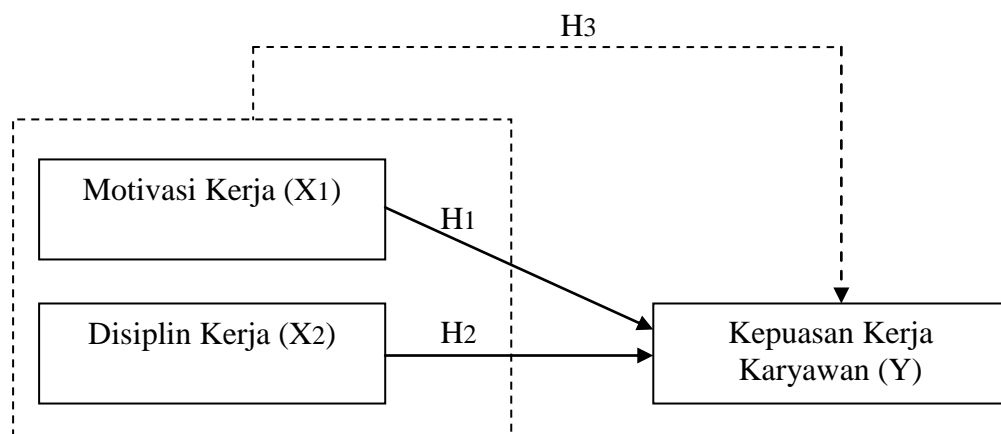 H3
Motivasi Kerja (X1)
H1
Disiplin Kerja (X2)
H2
Kepuasan Kerja
Karyawan (Y)